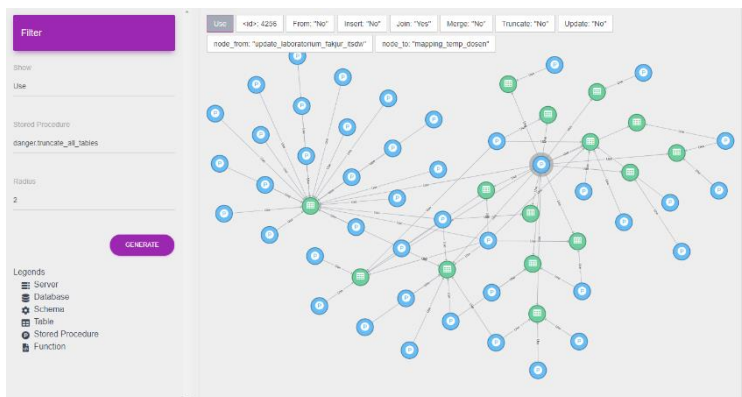 Filter
Show
Use
Stored Procedure
danger.truncate_all_tables
Radius
2
GENERATE
Legends
Server
Database
Schema
Table
Stored Procedure
Function
Use <id>: 4256 From: "No" Insert: "No" Join: "Yes" Merge: "No" Truncate: "No" Update: "No"
node_from: "update_laboratorium_fakjur_itsdw" node_to: "mapping_temp_dosen"